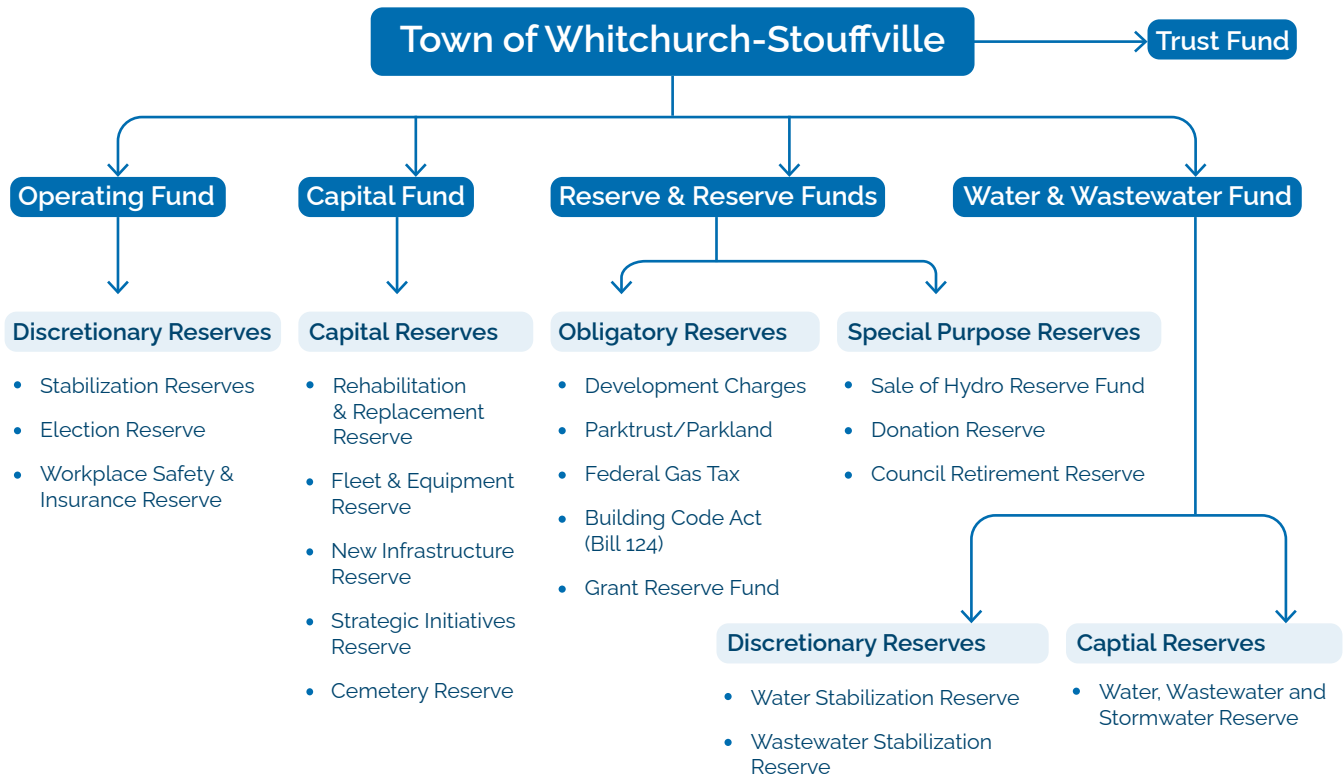 Town of Whitchurch-Stouffville
Trust Fund
Operating Fund
Capital Fund
Reserve & Reserve Funds
Water & Wastewater Fund
Discretionary Reserves
• Stabilization Reserves
• Election Reserve
• Workplace Safety &
Insurance Reserve
Capital Reserves
• Rehabilitation
& Replacement
Reserve
• Fleet & Equipment
Reserve
• New Infrastructure
Reserve
• Strategic Initiatives
Reserve
• Cemetery Reserve
Obligatory Reserves
• Development Charges
• Parktrust/Parkland
• Federal Gas Tax
• Building Code Act
(Bill 124)
• Grant Reserve Fund
Special Purpose Reserves
• Sale of Hydro Reserve Fund
• Donation Reserve
• Council Retirement Reserve
Discretionary Reserves
• Water Stabilization Reserve
• Wastewater Stabilization
Reserve
Captial Reserves
• Water, Wastewater and
Stormwater Reserve